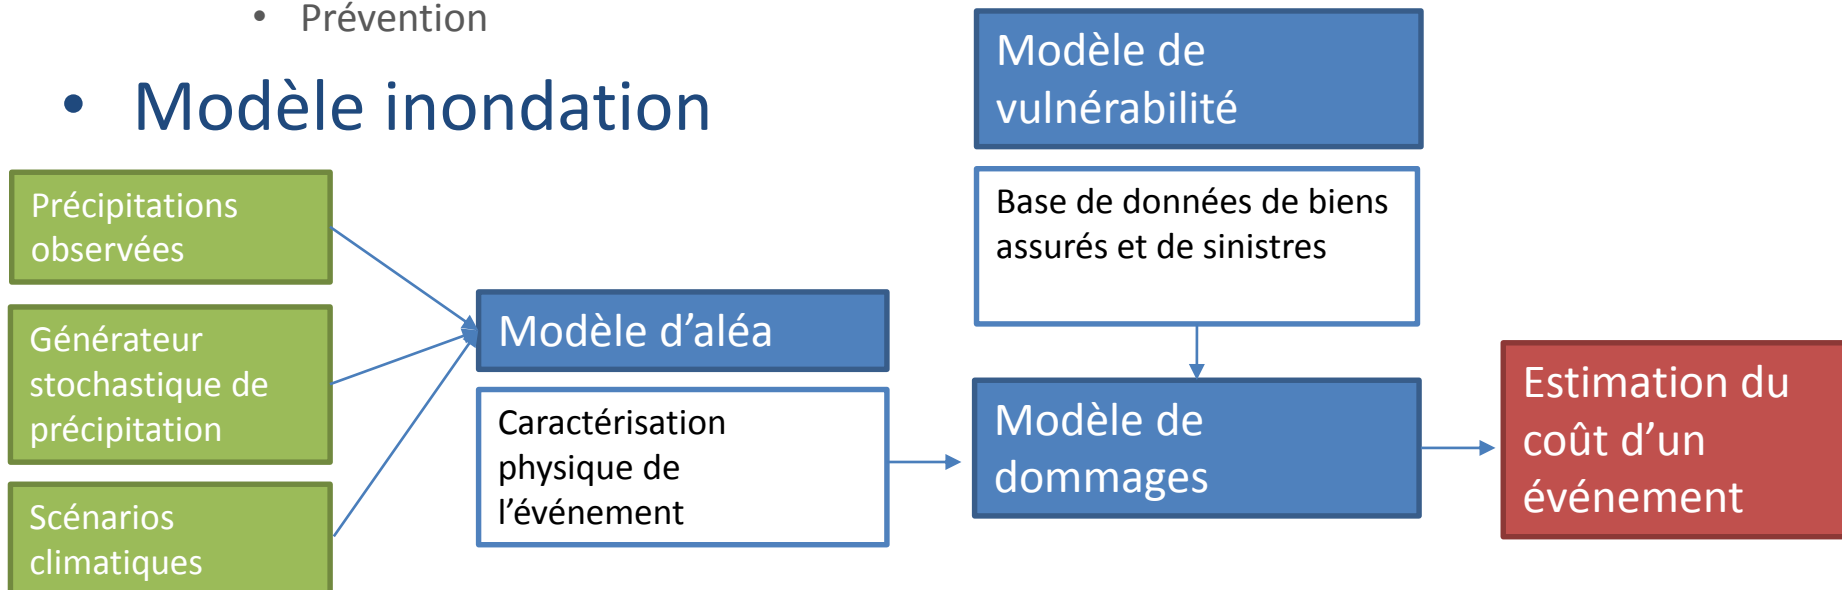 • Prévention
• Modèle inondation
Précipitations
observées
Générateur
stochastique de
précipitation
Scénarios
climatiques
Modèle d’aléa
Caractérisation
physique de
l’événement
Modèle de
vulnérabilité
Base de données de biens
assurés et de sinistres
Modèle de
dommages
Estimation du
coût d’un
événement